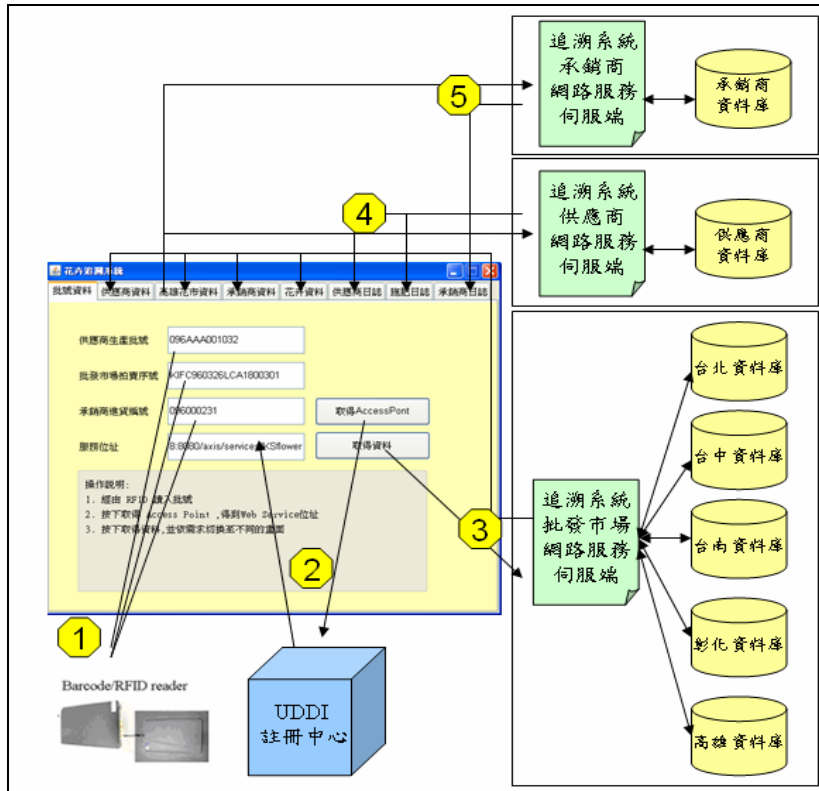 追溯系統
承銷商
網路服務
伺服端
承銷商
資料庫
5
追溯系統
供應商
網路服務
伺服端
供應商
資料庫
4
花卉追溯系統
批號資料 供應商資料 高雄花市資料 承銷商資料 花卉資料 供應商日誌 施肥日誌 承銷商日誌
供應商生產批號 096AAA001032
批發市場拍賣序號 KIFC960326LCA1800301
承銷商進貨編號 096000231 取得AccessPont
服務位址 8:8080/axis/services/KSflower 取得資料
操作說明:
1. 經由 RFID 讀入批號
2. 按下取得 Access Point ,得到Web Service位址
3. 按下取得資料,並依需求切換至不同的畫面
追溯系統
批發市場
網路服務
伺服端
台北資料庫
台中資料庫
台南資料庫
彰化資料庫
高雄資料庫
3
2
1
Barcode/RFID reader
UDDI
註冊中心